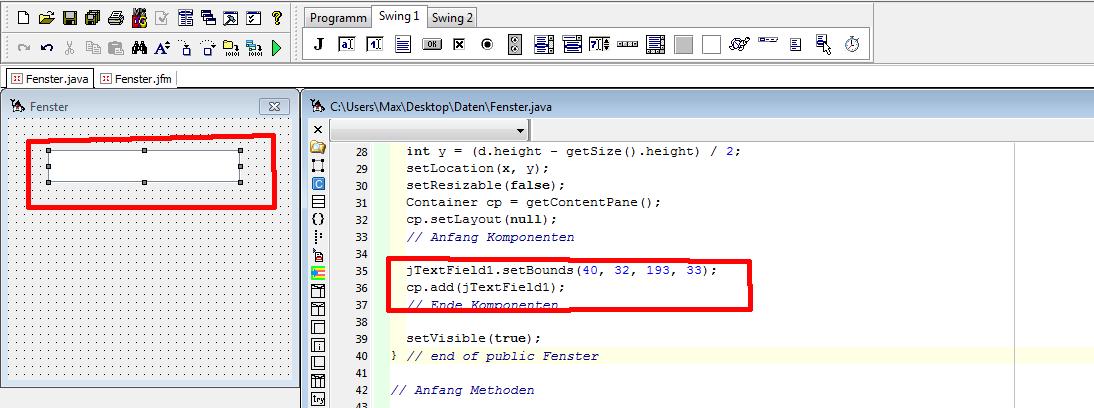 Programm Swing 1 Swing 2
J a] 1] OK
Fenster.java Fenster.jfm
Fenster
C:\Users\Max\Desktop\Daten\Fenster.java
28 int y = (d.height - getSize().height) / 2;
29 setLocation(x, y);
30 setResizable(false);
31 Container cp = getContentPane();
32 cp.setLayout(null);
33 // Anfang Komponenten
34
35 jTextField1.setBounds(40, 32, 193, 33);
36 cp.add(jTextField1);
37 // Ende Komponenten
38
39 setVisible(true);
40 } // end of public Fenster
41
42 // Anfang Methoden
43
try